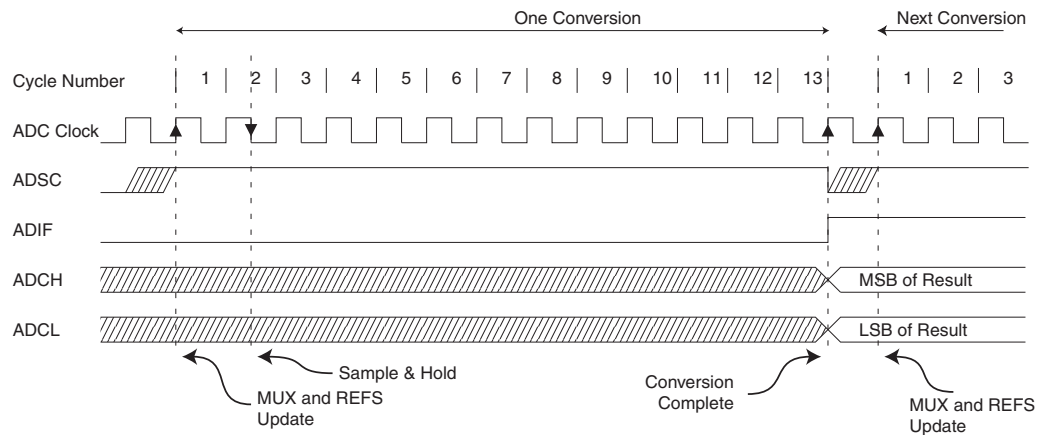 One Conversion
Next Conversion
Cycle Number
1 2 3 4 5 6 7 8 9 10 11 12 13 1 2 3
ADC Clock
ADSC
ADIF
ADCH
MSB of Result
ADCL
LSB of Result
Sample & Hold
MUX and REFS
Update
Conversion
Complete
MUX and REFS
Update